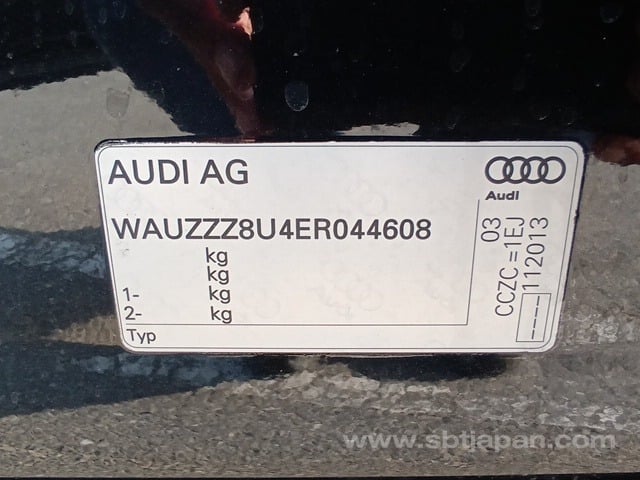 AUDI AG
Audi
WAUZZZ8U4ER044608
kg
kg
1- kg
2- kg
Typ
03
CCZC =1EJ
---- 112013
www.sbtjapan.com